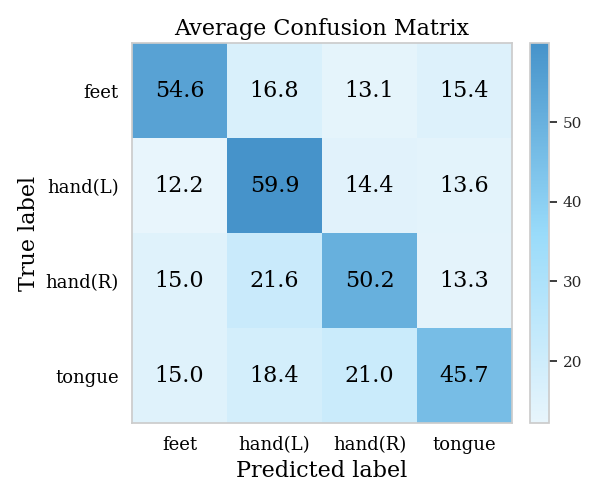 Average Confusion Matrix
True label
feet 54.6 16.8 13.1 15.4
hand(L) 12.2 59.9 14.4 13.6
hand(R) 15.0 21.6 50.2 13.3
tongue 15.0 18.4 21.0 45.7
feet hand(L) hand(R) tongue
Predicted label
50
40
30
20